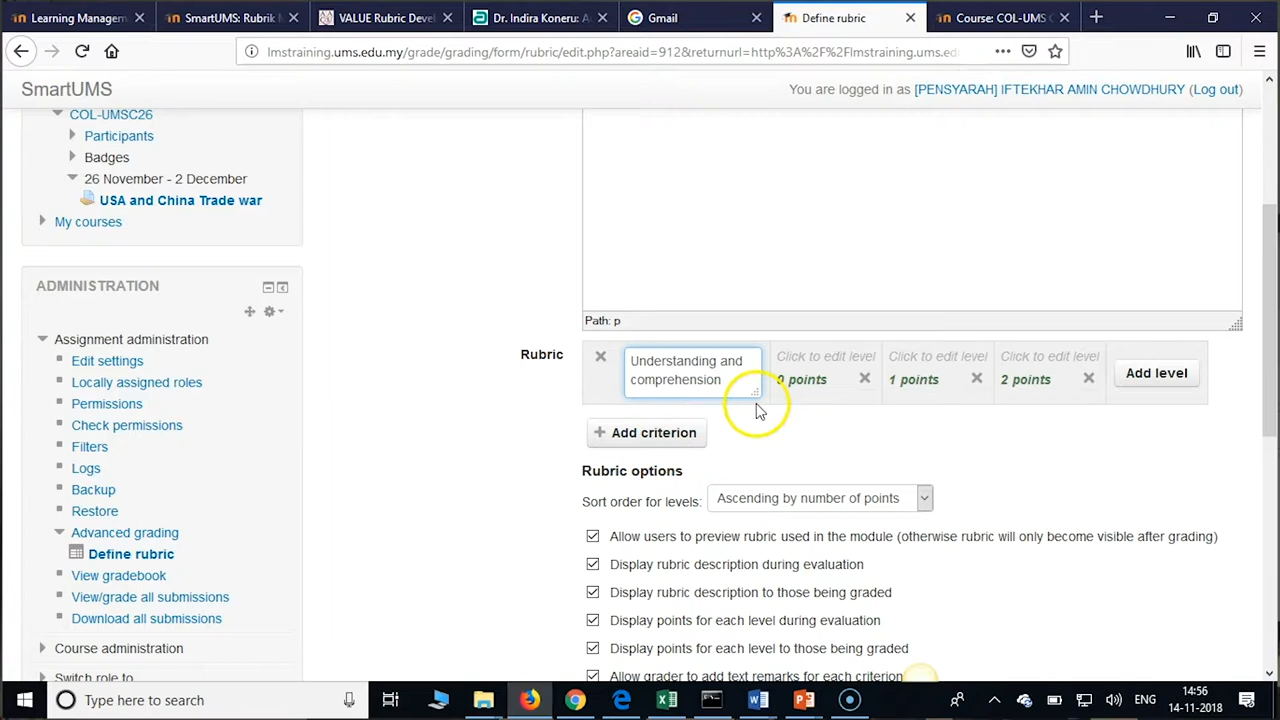 Learning Managem
SmartUMS: Rubrik M
VALUE Rubric Deve
Dr. Indira Koneru: A
Gmail
Define rubric
Course: COL-UMS C
lmstraining.ums.edu.my/grade/grading/form/rubric/edit.php?areaid=912&returnurl=http%3A%2F%2Flmstraining.ums.edu
SmartUMS
You are logged in as [PENSYARAH] IFTEKHAR AMIN CHOWDHURY (Log out)
COL-UMSC26
Participants
Badges
26 November - 2 December
USA and China Trade war
My courses
ADMINISTRATION
Assignment administration
Edit settings
Locally assigned roles
Permissions
Check permissions
Filters
Logs
Backup
Restore
Advanced grading
Define rubric
View gradebook
View/grade all submissions
Download all submissions
Course administration
Switch role to
Path: p
Rubric
Understanding and
comprehension
Click to edit level
0 points
Click to edit level
1 points
Click to edit level
2 points
Add level
Add criterion
Rubric options
Sort order for levels: Ascending by number of points
Allow users to preview rubric used in the module (otherwise rubric will only become visible after grading)
Display rubric description during evaluation
Display rubric description to those being graded
Display points for each level during evaluation
Display points for each level to those being graded
Allow grader to add text remarks for each criterion
Type here to search
ENG
14:56
14-11-2018